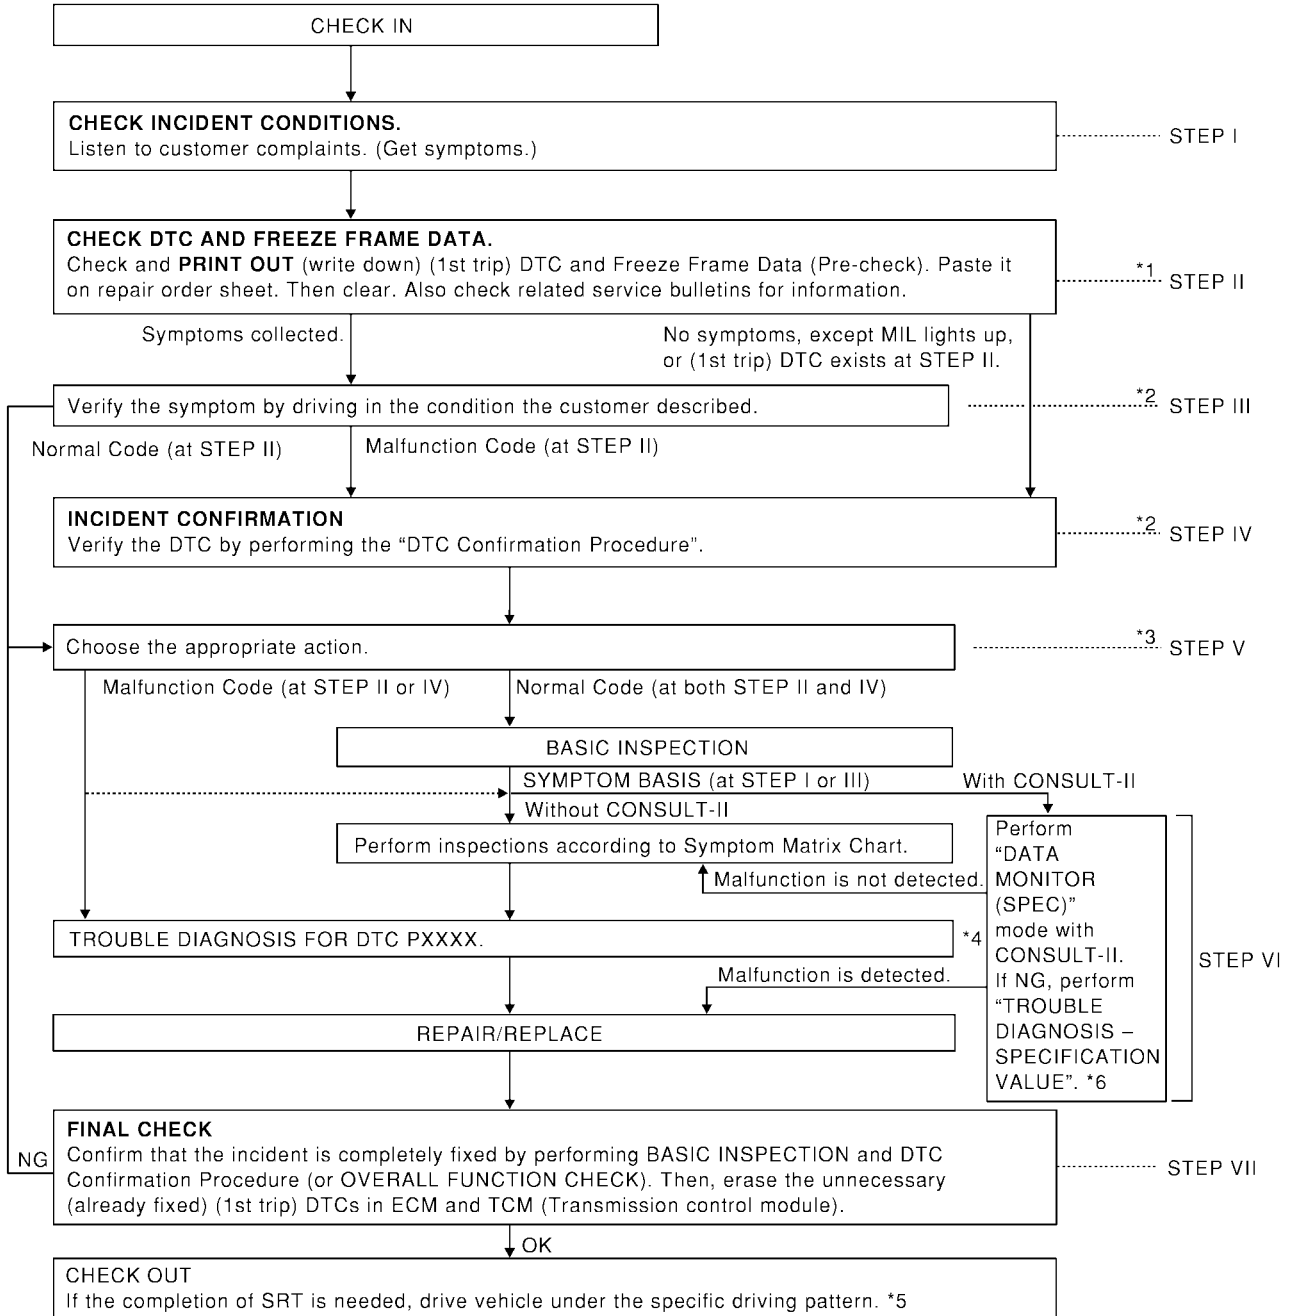 CHECK IN
CHECK INCIDENT CONDITIONS.
Listen to customer complaints. (Get symptoms.)
STEP I
CHECK DTC AND FREEZE FRAME DATA.
Check and PRINT OUT (write down) (1st trip) DTC and Freeze Frame Data (Pre-check). Paste it
on repair order sheet. Then clear. Also check related service bulletins for information.
*1
STEP II
Symptoms collected.
No symptoms, except MIL lights up,
or (1st trip) DTC exists at STEP II.
Verify the symptom by driving in the condition the customer described.
*2
STEP III
Normal Code (at STEP II)
Malfunction Code (at STEP II)
INCIDENT CONFIRMATION
Verify the DTC by performing the “DTC Confirmation Procedure”.
*2
STEP IV
Choose the appropriate action.
*3
STEP V
Malfunction Code (at STEP II or IV)
Normal Code (at both STEP II and IV)
BASIC INSPECTION
SYMPTOM BASIS (at STEP I or III)
With CONSULT-II
Without CONSULT-II
Perform inspections according to Symptom Matrix Chart.
Perform
“DATA
MONITOR
(SPEC)”
mode with
CONSULT-II.
If NG, perform
“TROUBLE
DIAGNOSIS –
SPECIFICATION
VALUE”. *6
STEP VI
Malfunction is not detected.
TROUBLE DIAGNOSIS FOR DTC PXXXX.
*4
Malfunction is detected.
REPAIR/REPLACE
FINAL CHECK
Confirm that the incident is completely fixed by performing BASIC INSPECTION and DTC
Confirmation Procedure (or OVERALL FUNCTION CHECK). Then, erase the unnecessary
(already fixed) (1st trip) DTCs in ECM and TCM (Transmission control module).
NG
STEP VII
OK
CHECK OUT
If the completion of SRT is needed, drive vehicle under the specific driving pattern. *5